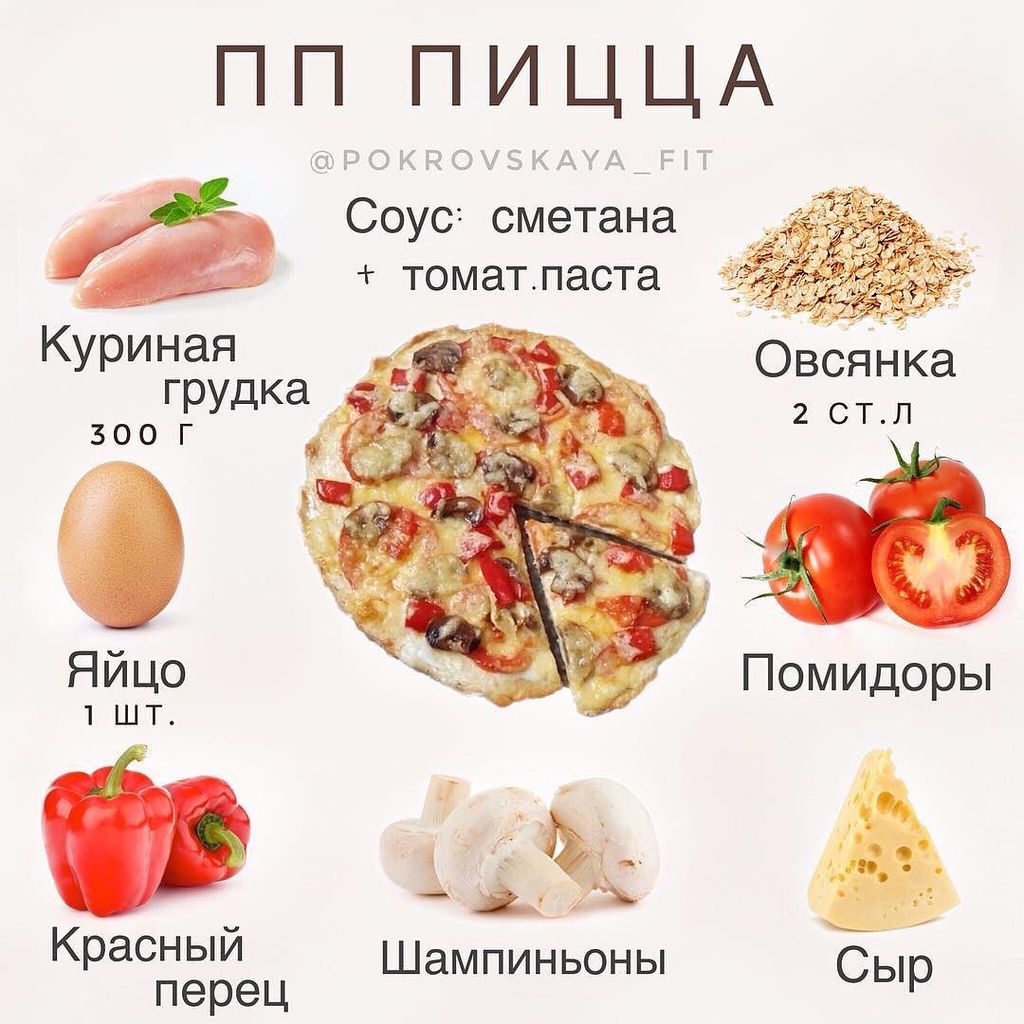 ПП ПИЦЦА
@POKROVSKAYA_FIT
Соус: сметана
+ томат.паста
Куриная
грудка
300 Г
Овсянка
2 СТ.Л
Яйцо
1 ШТ.
Помидоры
Красный
перец
Шампиньоны
Сыр